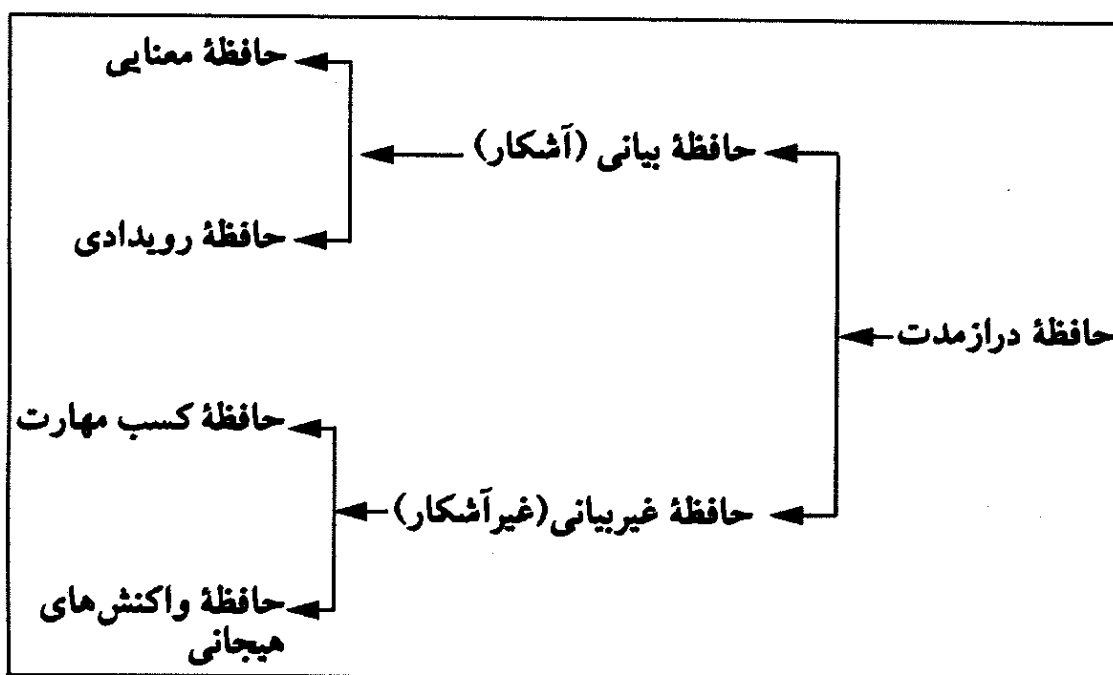 حافظهٔ معنایی
حافظهٔ بیانی (آشکار)
حافظهٔ رویدادی
حافظهٔ درازمدت
حافظهٔ کسب مهارت
حافظهٔ غیربیانی(غیرآشکار)
حافظهٔ واکنش‌های
هیجانی